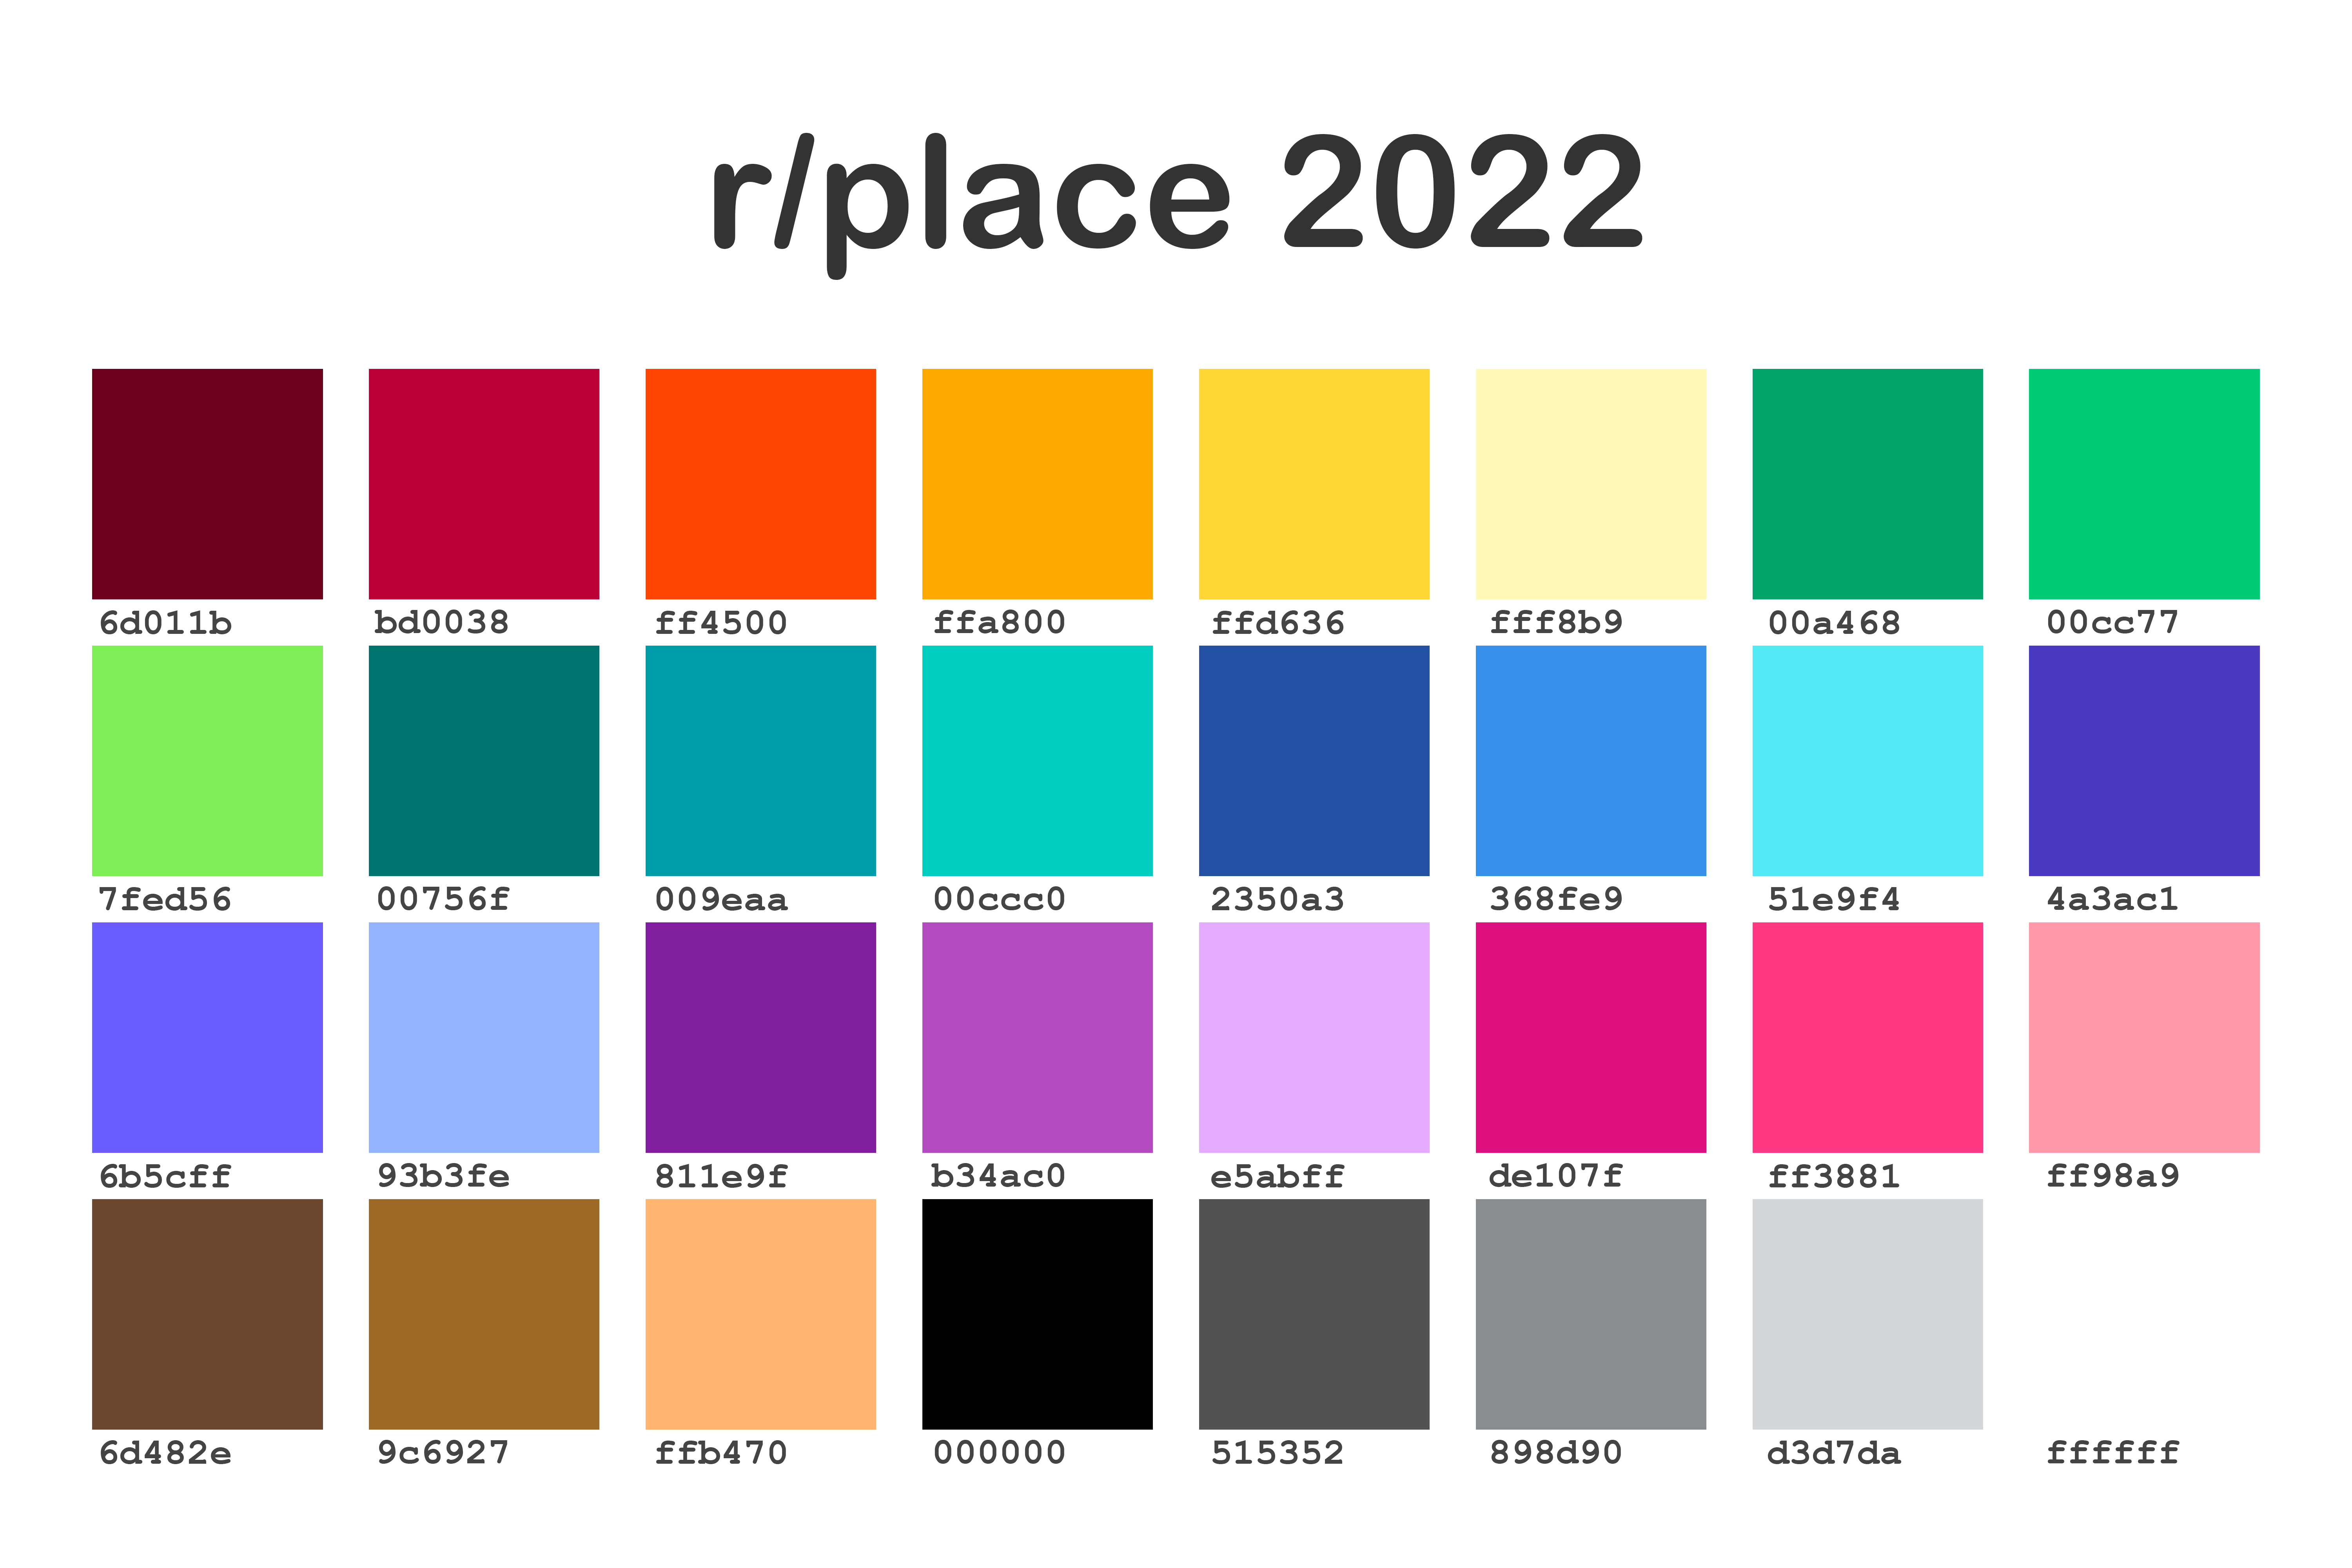 r/place 2022
6d011b bd0038 ff4500 ffa800 ffd636 fff8b9 00a468 00cc77
7fed56 00756f 009eaa 00ccc0 2350a3 368fe9 51e9f4 4a3ac1
6b5cff 93b3fe 811e9f b34ac0 e5abff de107f ff3881 ff98a9
6d482e 9c6927 ffb470 000000 515352 898d90 d3d7da ffffff